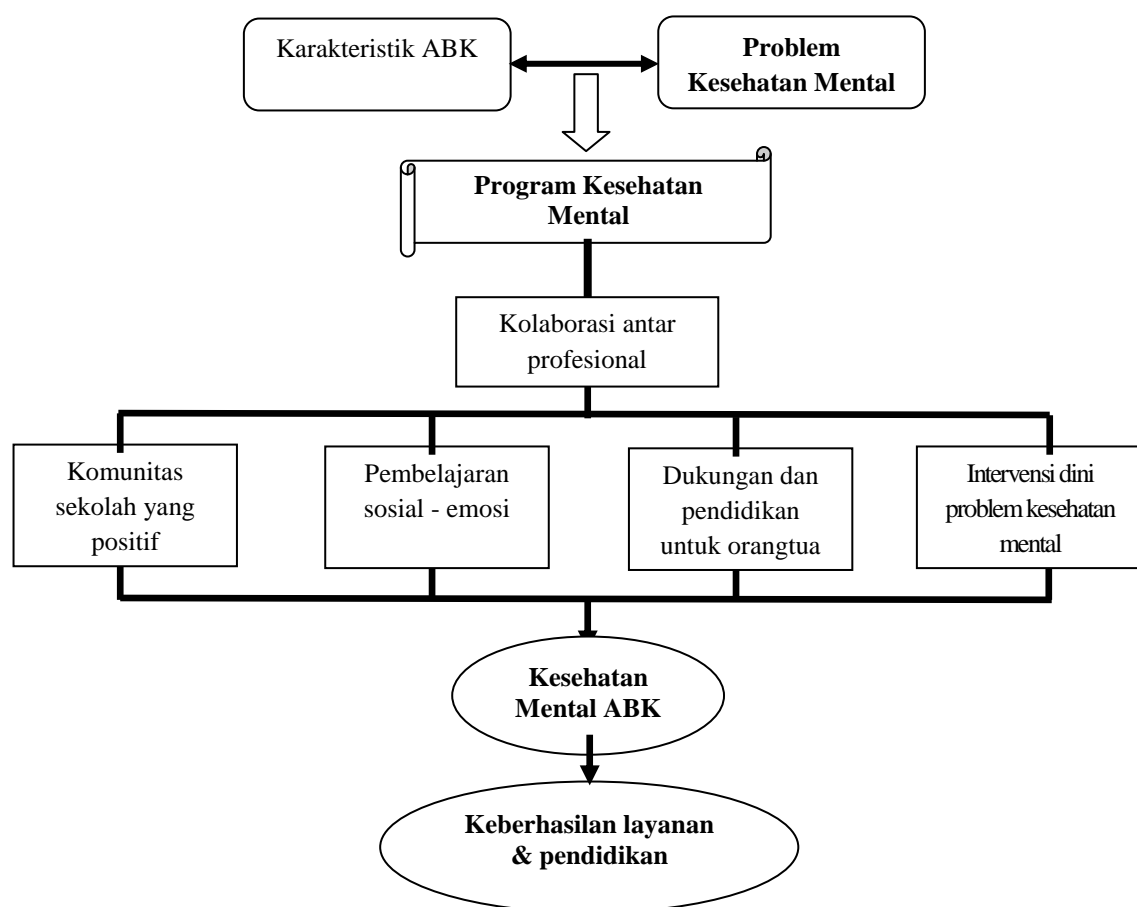 Karakteristik ABK
Problem
Kesehatan Mental
Program Kesehatan
Mental
Kolaborasi antar
profesional
Komunitas
sekolah yang
positif
Pembelajaran
sosial - emosi
Dukungan dan
pendidikan
untuk orangtua
Intervensi dini
problem kesehatan
mental
Kesehatan
Mental ABK
Keberhasilan layanan
& pendidikan